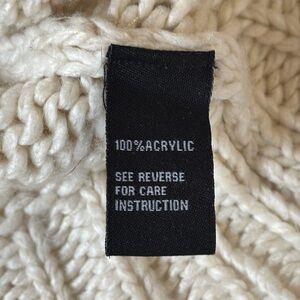 100%ACRYLIC
SEE REVERSE
FOR CARE
INSTRUCTION